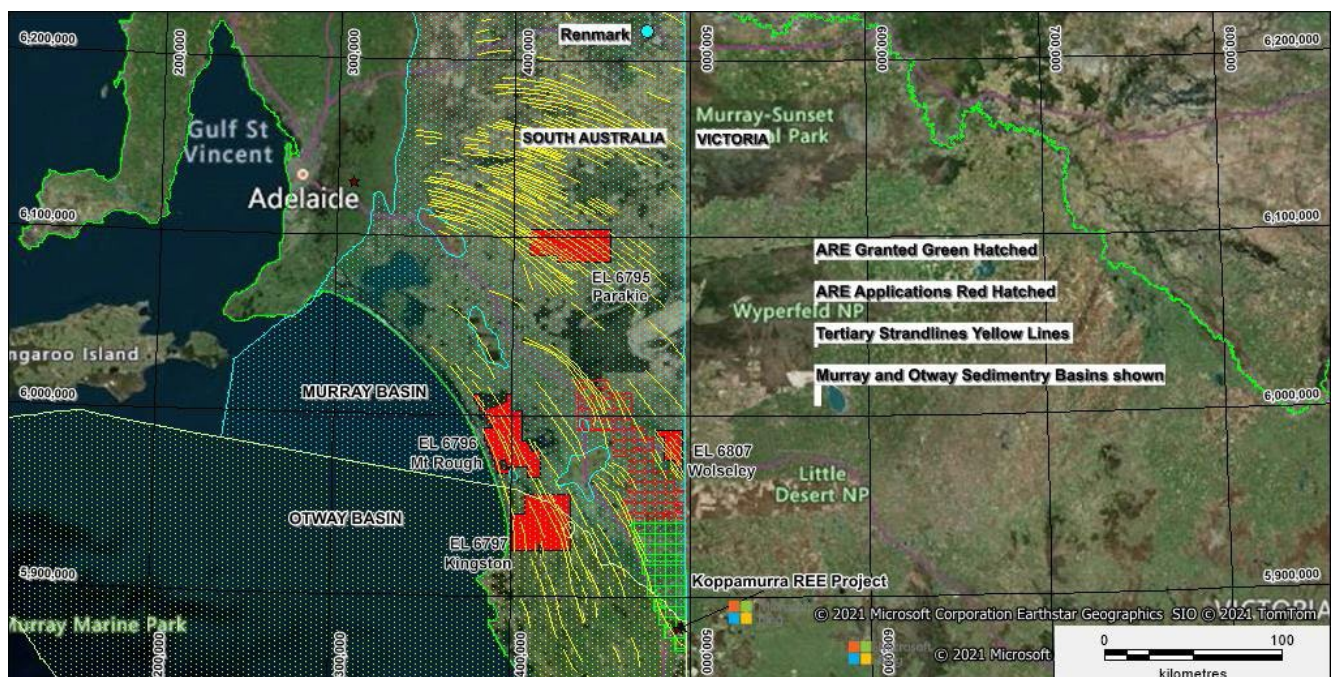 6,200,000
200,000
300,000
400,000
Renmark
500,000
600,000
700,000
800,000
6,200,000
Gulf St
Vincent
SOUTH AUSTRALIA
Murray-Sunset
al Park
VICTORIA
Adelaide
6,100,000
6,100,000
EL 6795
Parakie
ARE Granted Green Hatched
ARE Applications Red Hatched
Wyperfeld NP
Tertiary Strandlines Yellow Lines
Murray and Otway Sedimentry Basins shown
ngaroo Island
6,000,000
MURRAY BASIN
6,000,000
EL 6796
Mt Rough
EL 6807
Wolseley
Little
Desert NP
OTWAY BASIN
EL 6797
Kingston
5,900,000
Koppamurra REE Project
5,900,000
Murray Marine Park
© 2021 Microsoft Corporation Earthstar Geographics SIO © 2021 TomTom
VICTORIA
© 2021 Microsoft
200,000
300,000
400,000
500,000
600,000
0
100
kilometres